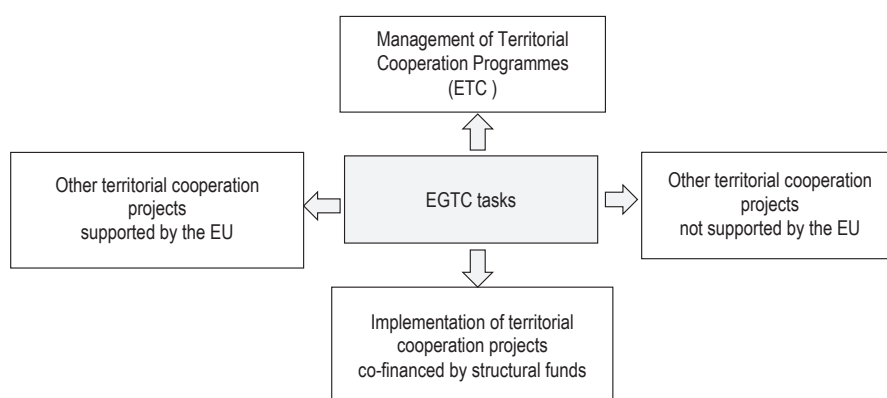 Management of Territorial
Cooperation Programmes
(ETC )
Other territorial cooperation
projects
supported by the EU
EGTC tasks
Other territorial cooperation
projects
not supported by the EU
Implementation of territorial
cooperation projects
co-financed by structural funds